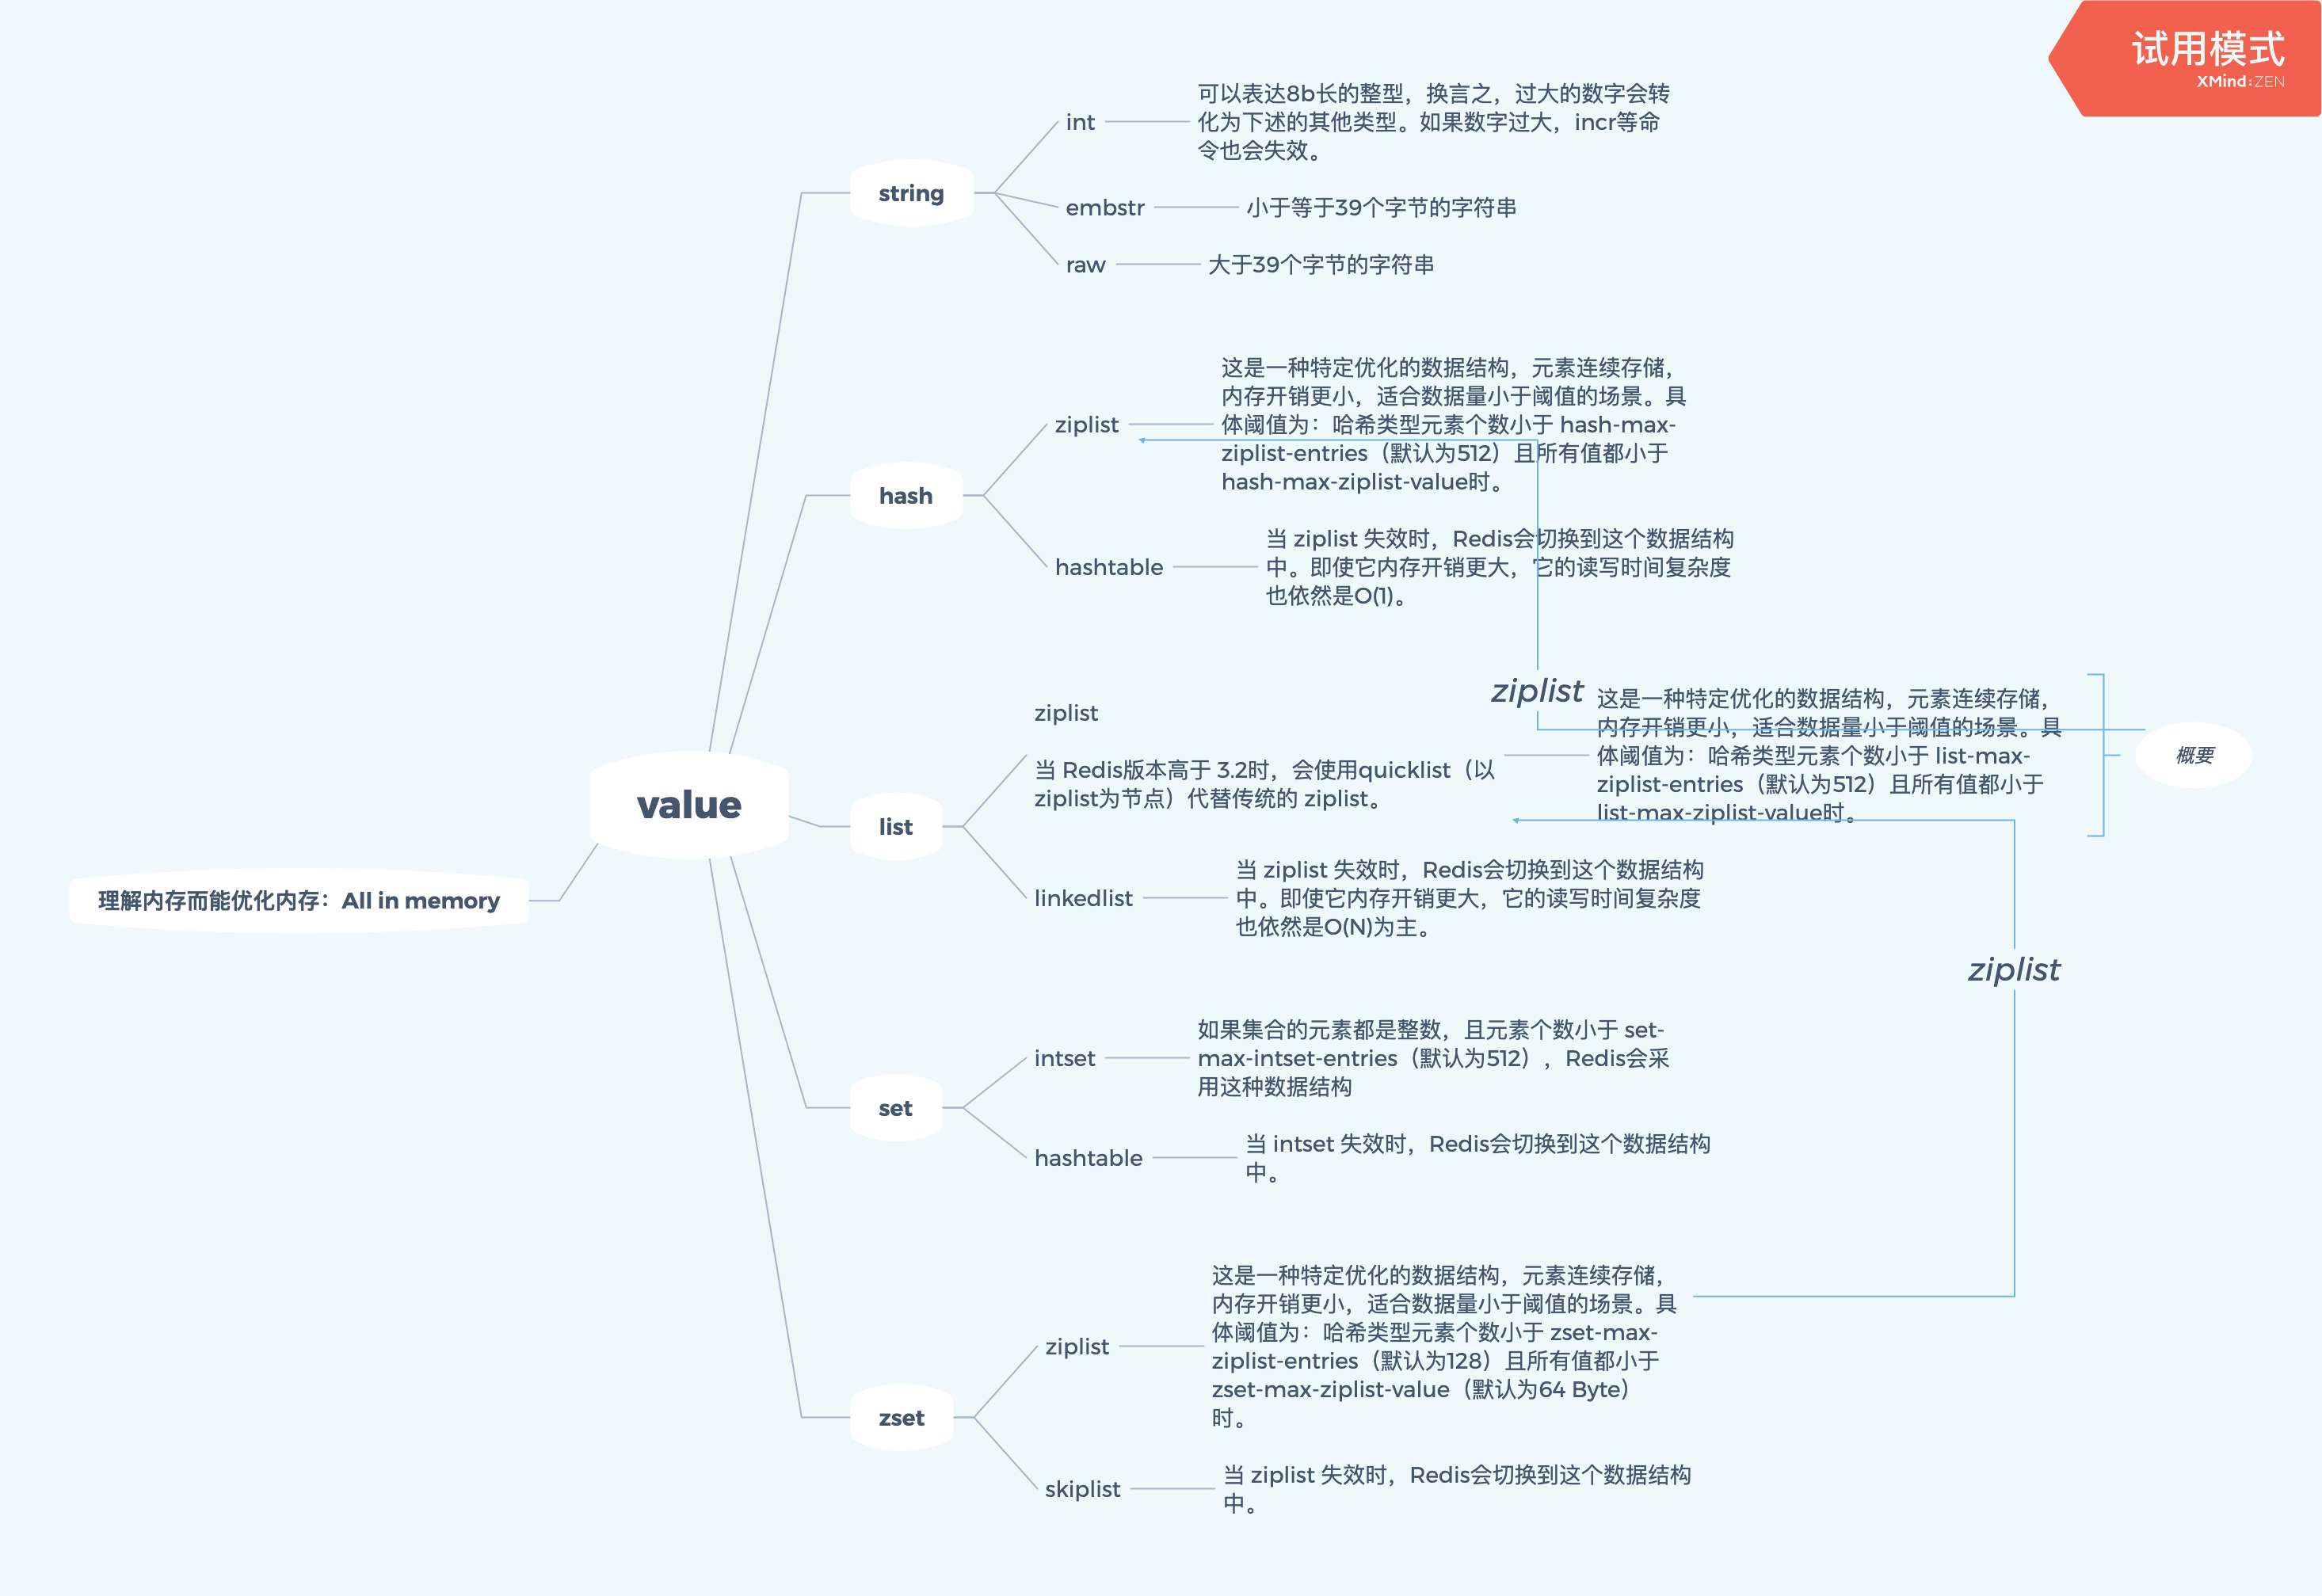 试用模式
XMind:ZEN
可以表达8b长的整型，换言之，过大的数字会转
化为下述的其他类型。如果数字过大，incr等命
令也会失效。
int
string
embstr
小于等于39个字节的字符串
raw
大于39个字节的字符串
这是一种特定优化的数据结构，元素连续存储，
内存开销更小，适合数据量小于阈值的场景。具
体阈值为：哈希类型元素个数小于 hash-max-
ziplist-entries（默认为512）且所有值都小于
hash-max-ziplist-value时。
ziplist
hash
hashtable
当 ziplist 失效时，Redis会切换到这个数据结构
中。即使它内存开销更大，它的读写时间复杂度
也依然是O(1)。
ziplist
ziplist
当 Redis版本高于 3.2时，会使用quicklist（以
ziplist为节点）代替传统的 ziplist。
这是一种特定优化的数据结构，元素连续存储，
内存开销更小，适合数据量小于阈值的场景。具
体阈值为：哈希类型元素个数小于 list-max-
ziplist-entries（默认为512）且所有值都小于
list-max-ziplist-value时。
概要
value
list
理解内存而能优化内存：All in memory
linkedlist
当 ziplist 失效时，Redis会切换到这个数据结构
中。即使它内存开销更大，它的读写时间复杂度
也依然是O(N)为主。
ziplist
intset
如果集合的元素都是整数，且元素个数小于 set-
max-intset-entries（默认为512），Redis会采
用这种数据结构
set
hashtable
当 intset 失效时，Redis会切换到这个数据结构
中。
ziplist
这是一种特定优化的数据结构，元素连续存储，
内存开销更小，适合数据量小于阈值的场景。具
体阈值为：哈希类型元素个数小于 zset-max-
ziplist-entries（默认为128）且所有值都小于
zset-max-ziplist-value（默认为64 Byte）
时。
zset
skiplist
当 ziplist 失效时，Redis会切换到这个数据结构
中。